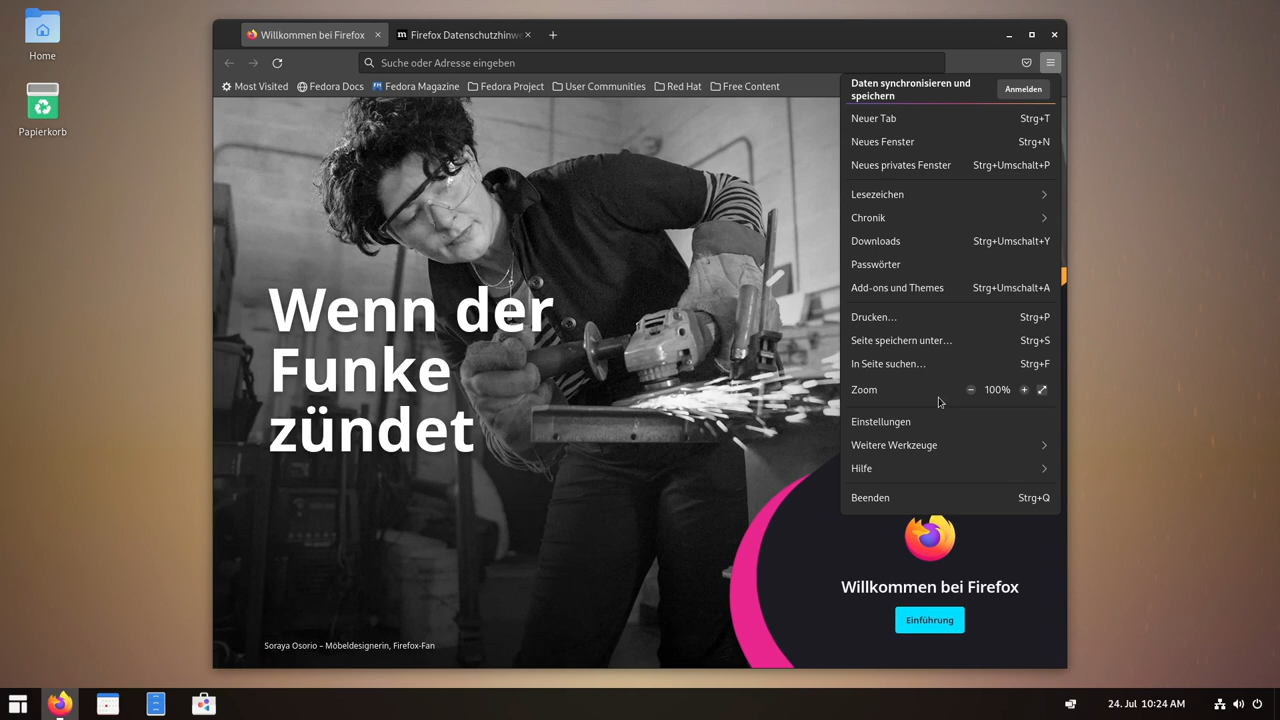 Home
Papierkorb
Willkommen bei Firefox
Firefox Datenschutzhinwe
Suche oder Adresse eingeben
Most Visited
Fedora Docs
Fedora Magazine
Fedora Project
User Communities
Red Hat
Free Content
Daten synchronisieren und
speichern
Anmelden
Neuer Tab Strg+T
Neues Fenster Strg+N
Neues privates Fenster Strg+Umschalt+P
Lesezeichen
Chronik
Downloads Strg+Umschalt+Y
Passwörter
Add-ons und Themes Strg+Umschalt+A
Drucken… Strg+P
Seite speichern unter… Strg+S
In Seite suchen… Strg+F
Zoom 100%
Einstellungen
Weitere Werkzeuge
Hilfe
Beenden Strg+Q
Wenn der
Funke
zündet
Willkommen bei Firefox
Einführung
Soraya Osorio – Möbeldesignerin, Firefox-Fan
24. Jul 10:24 AM